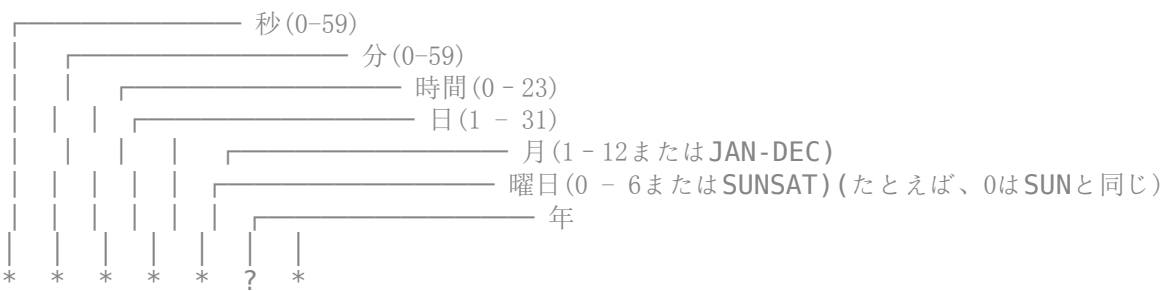 ┌──────────────── 秒(0-59)
| ┌──────────────── 分(0-59)
| | ┌──────────────── 時間(0-23)
| | | ┌──────────────── 日(1 - 31)
| | | | ┌──────────────── 月(1-12またはJAN-DEC)
| | | | | ┌──────────────── 曜日(0 - 6またはSUNSAT)(たとえば、0はSUNと同じ)
| | | | | | ┌──────────────── 年
| | | | | | |
* * * * * ? *